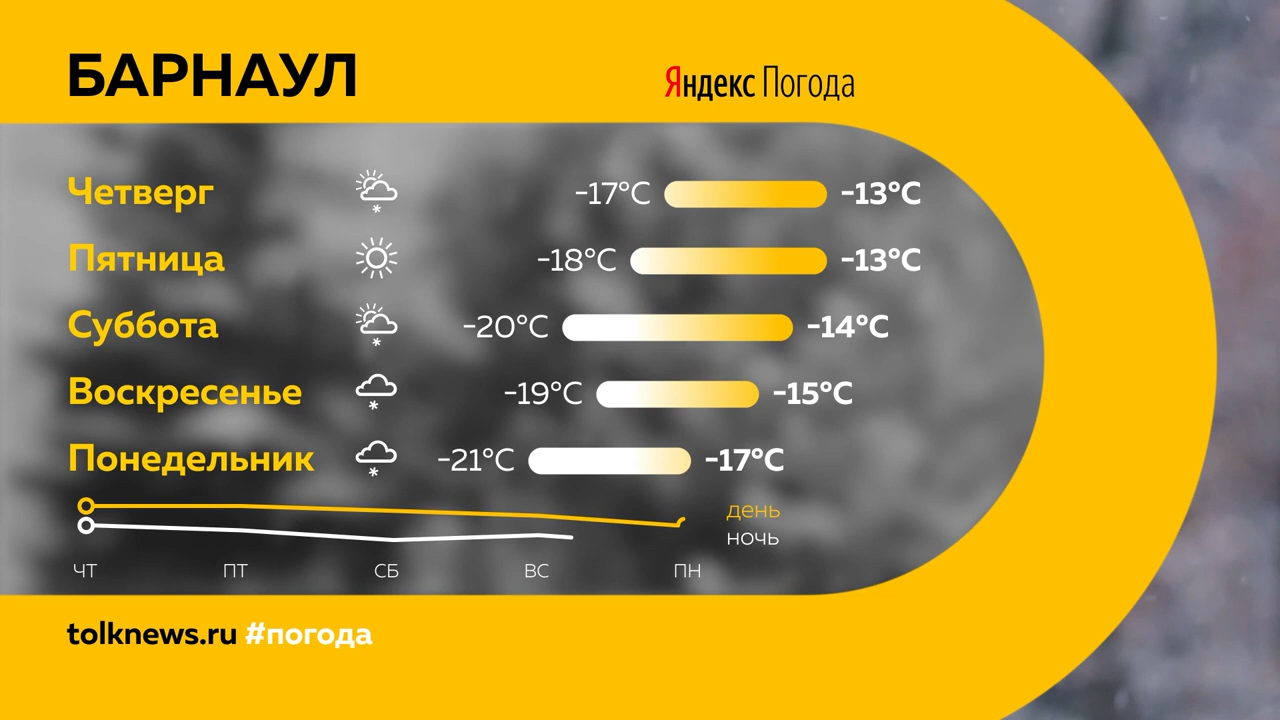 БАРНАУЛ
Яндекс Погода
Четверг -17°C -13°C
Пятница -18°C -13°C
Суббота -20°C -14°C
Воскресенье -19°C -15°C
Понедельник -21°C -17°C
день
ночь
ЧТ ПТ СБ ВС ПН
tolknews.ru #погода